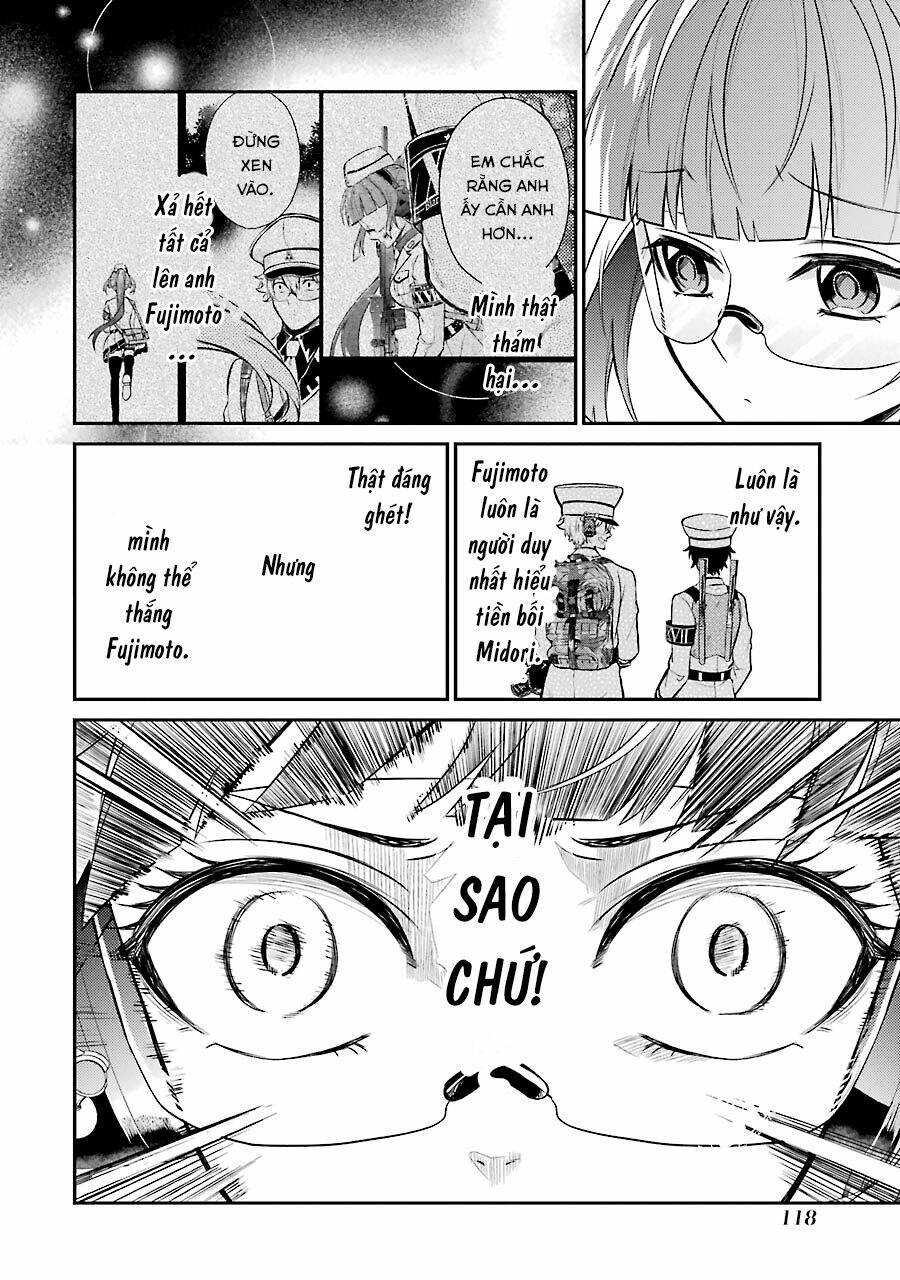 EM CHẮC
RẰNG ANH
ẤY CẦN ANH
HƠN...
Mình thật
thảm
hại...
ĐỪNG
XEN
VÀO.
Xả hết
tất cả
lên anh
Fujimoto
...
Luôn là
như vậy.
Fujimoto
luôn là
người duy
nhất hiểu
tiền bối
Midori.
XVII
Thật đáng
ghét!
Nhưng
mình
không thể
thắng
Fujimoto.
TẠI
SAO
CHỨ!
118